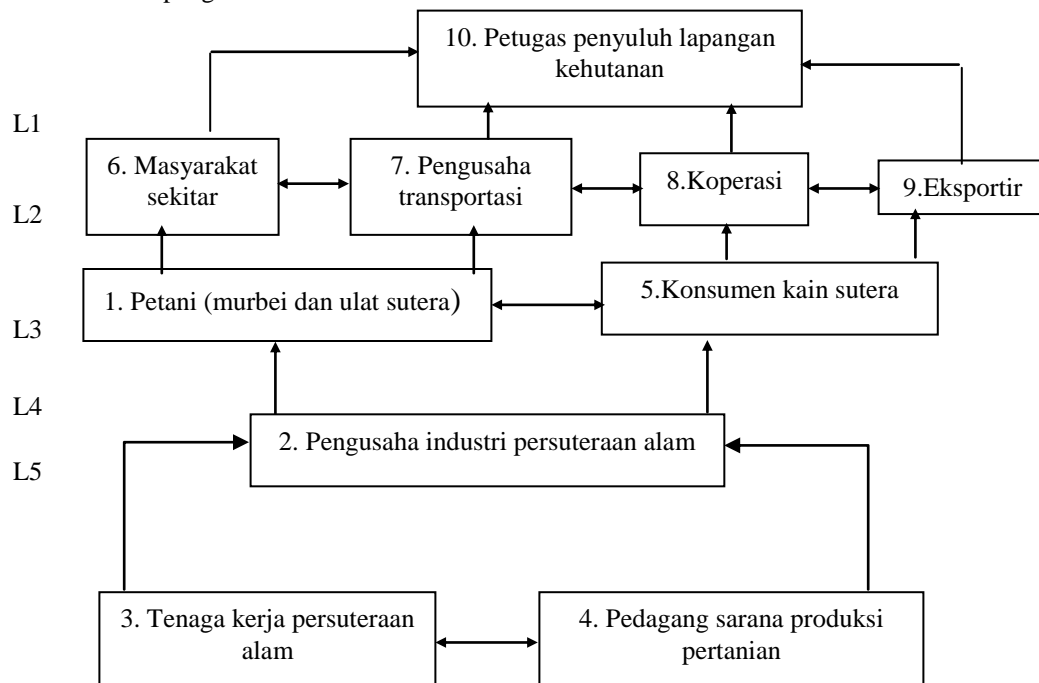 10. Petugas penyuluh lapangan
kehutanan
L1
6. Masyarakat
sekitar
7. Pengusaha
transportasi
8.Koperasi
9.Eksportir
L2
1. Petani (murbei dan ulat sutera)
5.Konsumen kain sutera
L3
L4
2. Pengusaha industri persuteraan alam
L5
3. Tenaga kerja persuteraan
alam
4. Pedagang sarana produksi
pertanian